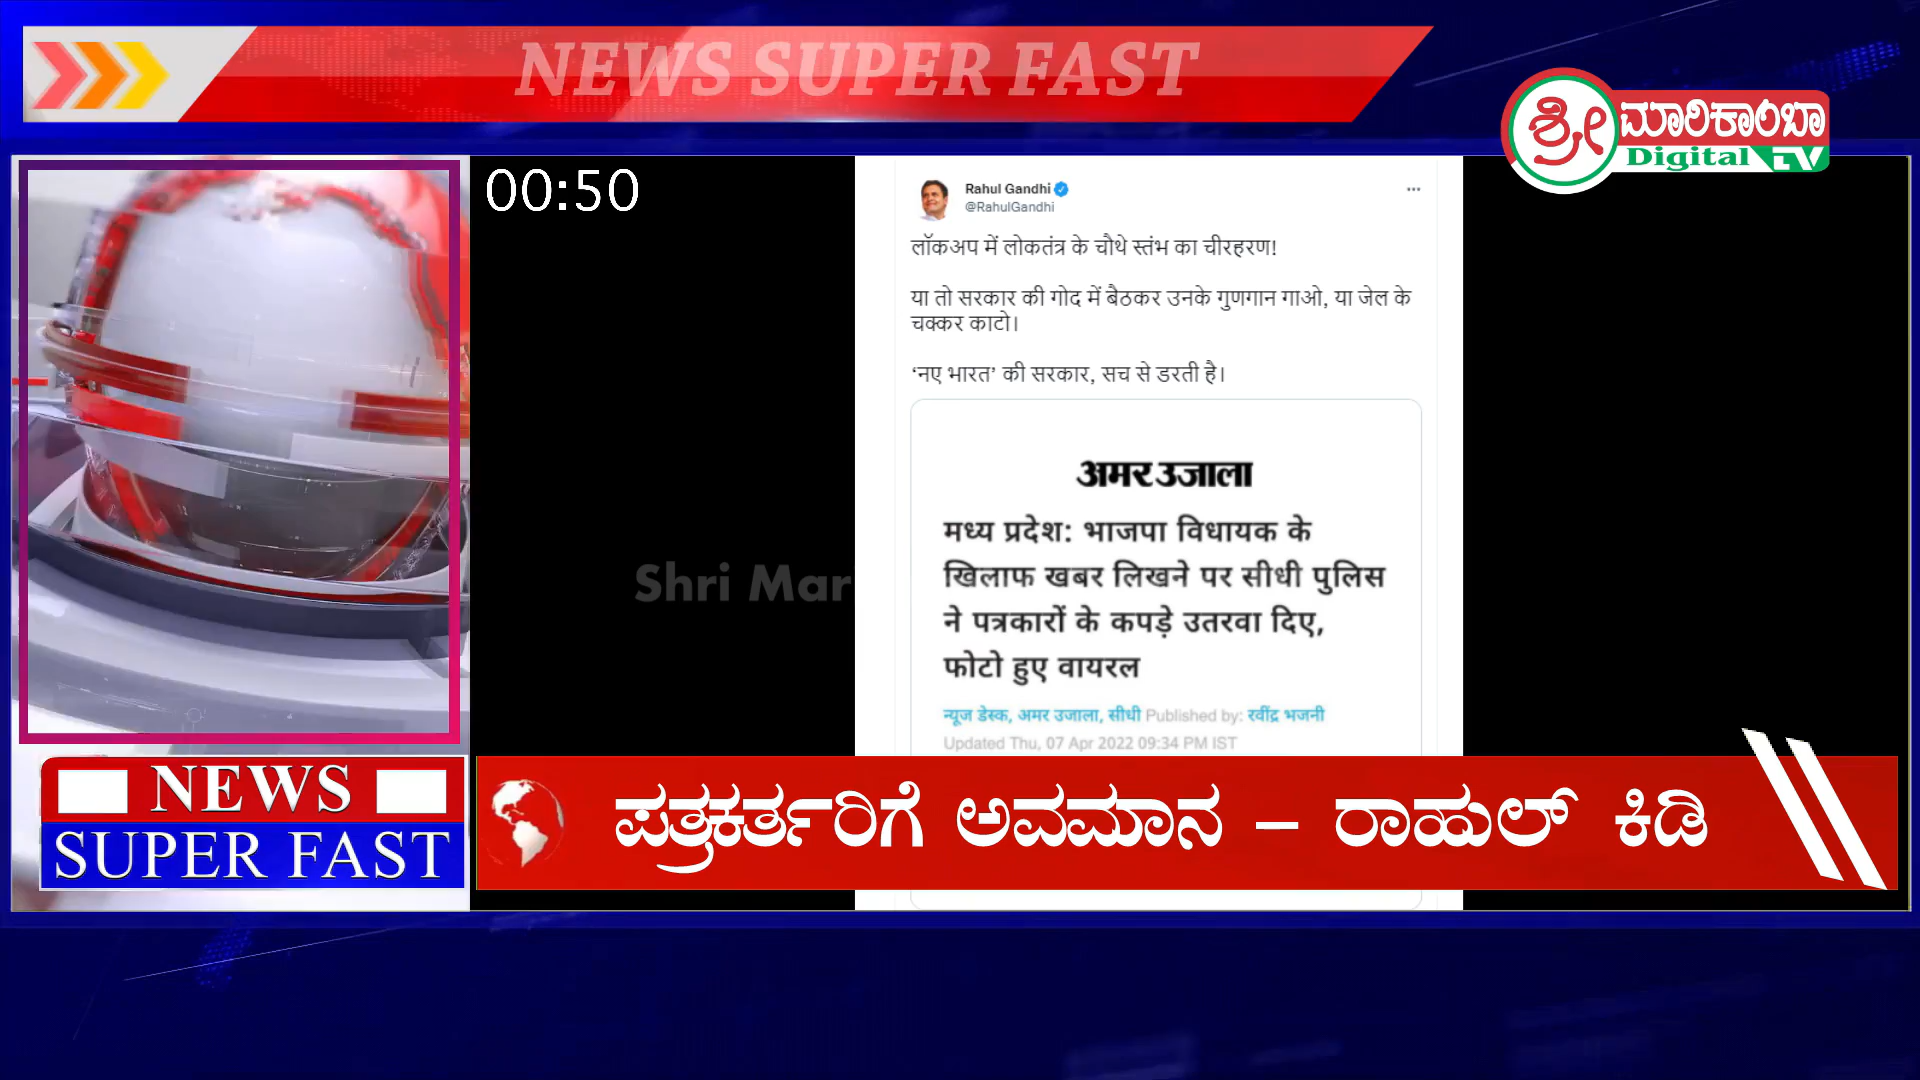 NEWS SUPER FAST
ಶ್ರೀ ಮಾರಿಕಾಂಬಾ
Digital TV
00:50
Rahul Gandhi
@RahulGandhi
लॉकअप में लोकतंत्र के चौथे स्तंभ का चीरहरण!
या तो सरकार की गोद में बैठकर उनके गुणगान गाओ, या जेल के
चक्कर काटो।
‘नए भारत’ की सरकार, सच से डरती है।
अमर उजाला
मध्य प्रदेश: भाजपा विधायक के
खिलाफ खबर लिखने पर सीधी पुलिस
ने पत्रकारों के कपड़े उतरवा दिए,
फोटो हुए वायरल
न्यूज डेस्क, अमर उजाला, सीधी Published by: रवींद्र भजनी
Updated Thu, 07 Apr 2022 09:34 PM IST
Shri Mar
NEWS
SUPER FAST
ಪತ್ರಕರ್ತರಿಗೆ ಅವಮಾನ – ರಾಹುಲ್ ಕಿಡಿ